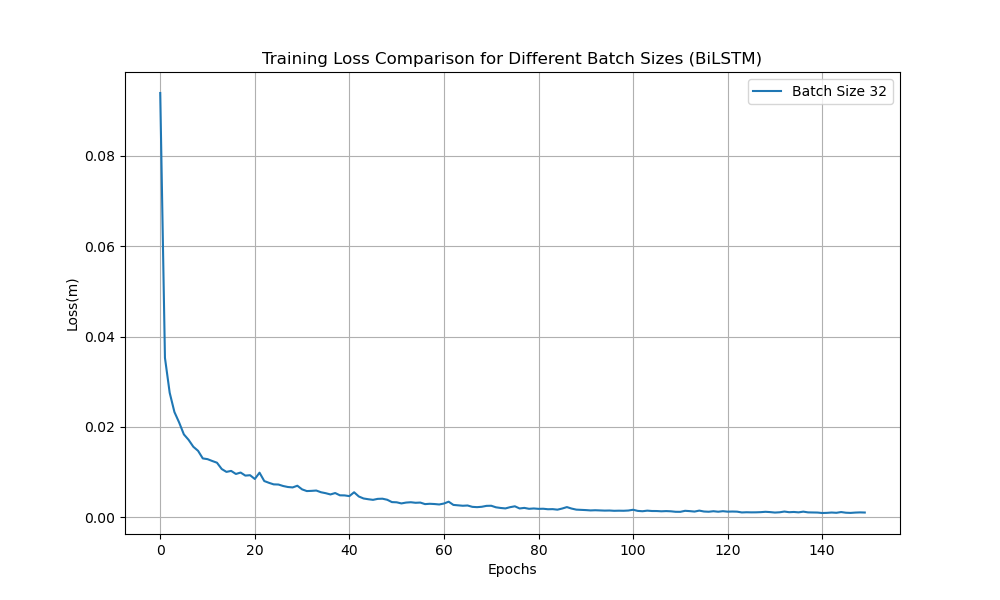 Training Loss Comparison for Different Batch Sizes (BiLSTM)
Batch Size 32
Loss(m)
0.08
0.06
0.04
0.02
0.00
0 20 40 60 80 100 120 140
Epochs